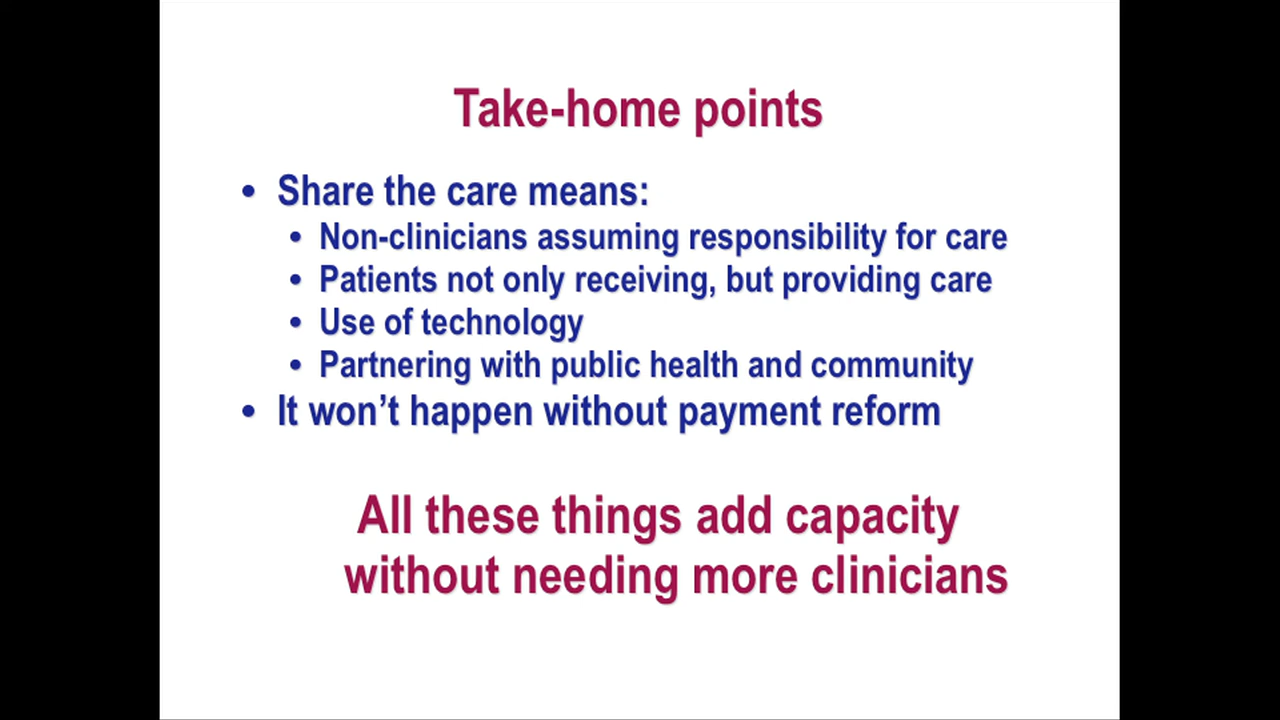 Take-home points
• Share the care means:
• Non-clinicians assuming responsibility for care
• Patients not only receiving, but providing care
• Use of technology
• Partnering with public health and community
• It won’t happen without payment reform
All these things add capacity
without needing more clinicians